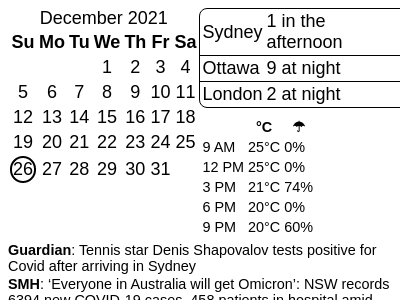 December 2021
Su Mo Tu We Th Fr Sa
1 2 3 4
5 6 7 8 9 10 11
12 13 14 15 16 17 18
19 20 21 22 23 24 25
26 27 28 29 30 31
Sydney 1 in the
afternoon
Ottawa 9 at night
London 2 at night
°C ☂
9 AM 25°C 0%
12 PM 25°C 0%
3 PM 21°C 74%
6 PM 20°C 0%
9 PM 20°C 60%
Guardian: Tennis star Denis Shapovalov tests positive for
Covid after arriving in Sydney
SMH: ‘Everyone in Australia will get Omicron’: NSW records
6394 new COVID-19 cases, 458 patients in hospital amid